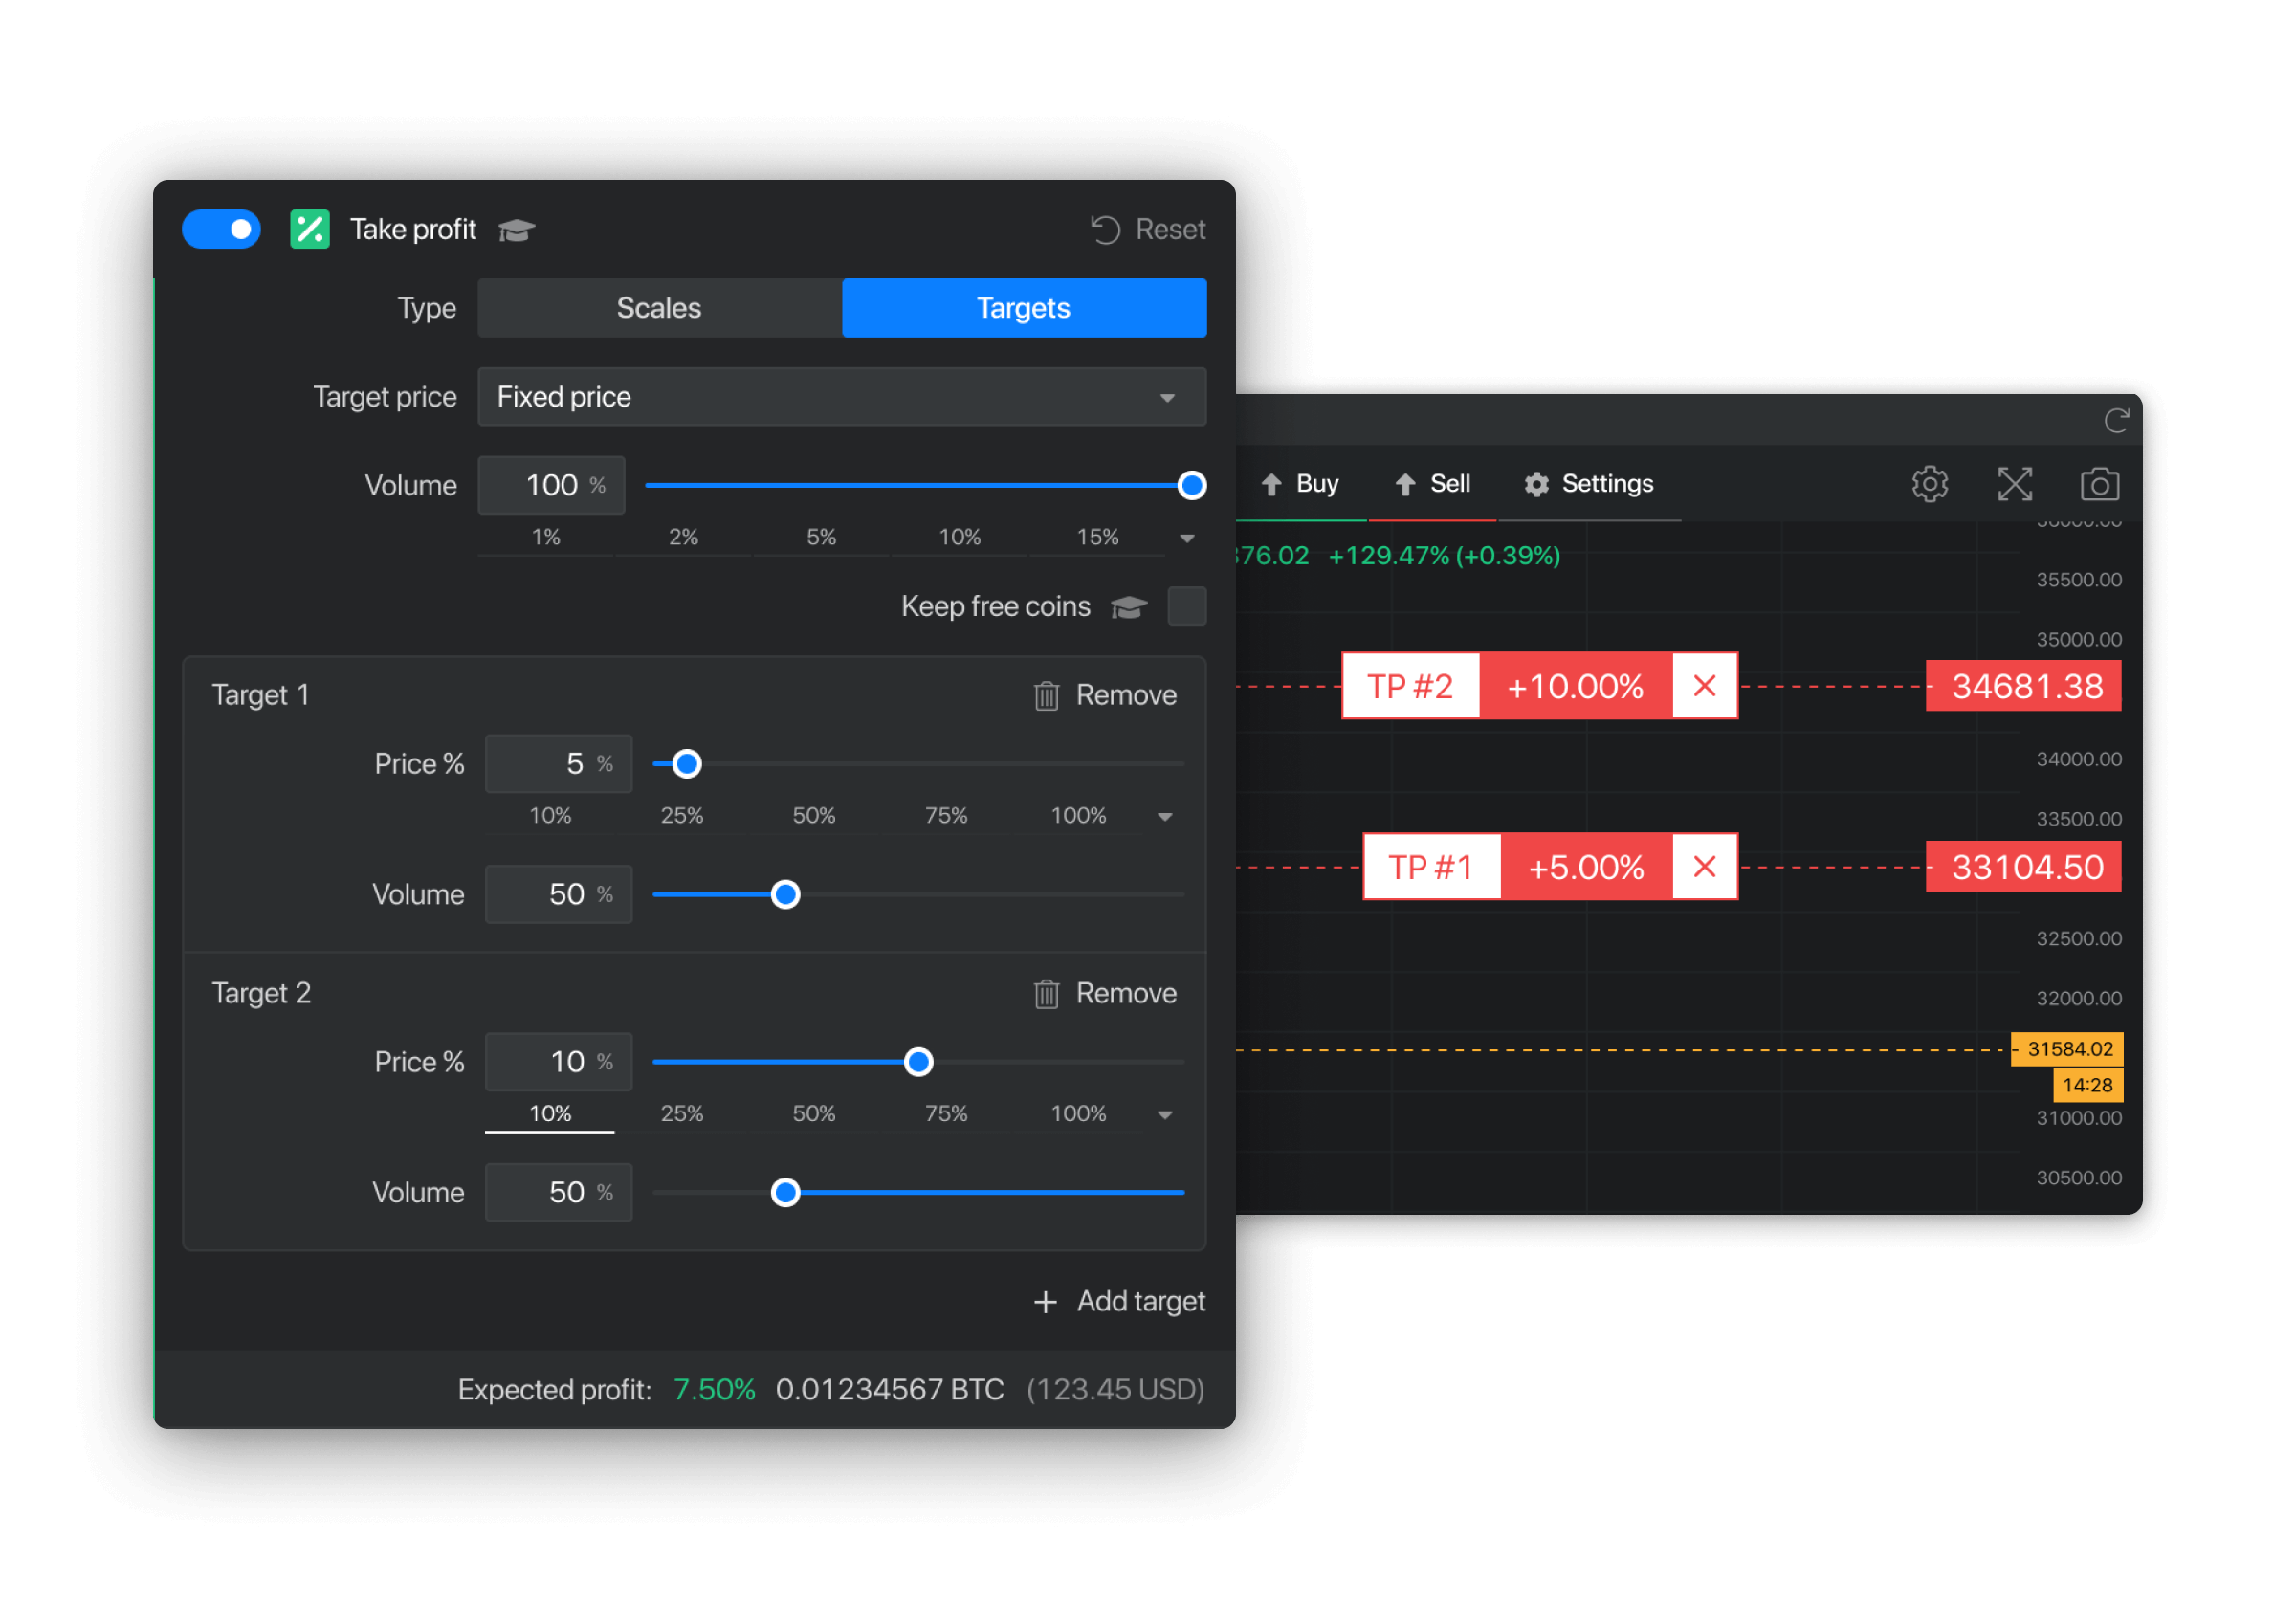 Take profit
Reset
Type Scales Targets
Target price Fixed price
Volume 100 %
1% 2% 5% 10% 15%
Keep free coins
Target 1 Remove
Price % 5 %
10% 25% 50% 75% 100%
Volume 50 %
Target 2 Remove
Price % 10 %
10% 25% 50% 75% 100%
Volume 50 %
+ Add target
Expected profit: 7.50% 0.01234567 BTC (123.45 USD)
Buy Sell Settings
76.02 +129.47% (+0.39%)
35500.00
35000.00
TP #2 +10.00% 34681.38
34000.00
33500.00
TP #1 +5.00% 33104.50
32500.00
32000.00
31584.02
14:28
31000.00
30500.00